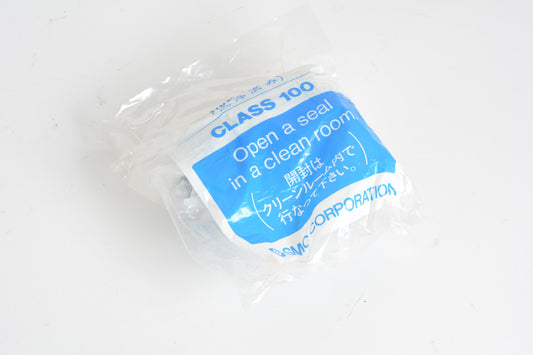 CLASS 100
Open a seal
in a clean room.
開封は
クリーンルーム内で
行なって下さい。
SMC CORPORATION